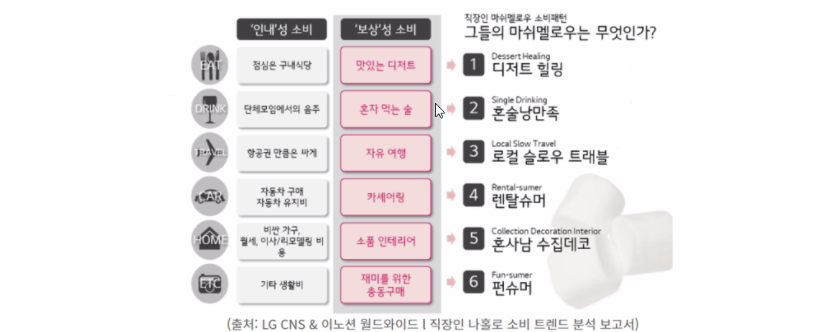 '인내'성 소비
'보상'성 소비
직장인 마쉬멜로우 소비패턴
그들의 마쉬멜로우는 무엇인가?
EAT
점심은 구내식당
맛있는 디저트
1
Dessert Healing
디저트 힐링
DRINK
단체모임에서의 음주
혼자 먹는 술
2
Single Drinking
혼술낭만족
TRAVEL
항공권 만큼은 싸게
자유 여행
3
Local Slow Travel
로컬 슬로우 트래블
CAR
자동차 구매
자동차 유지비
카셰어링
4
Rental-sumer
렌탈슈머
HOME
비싼 가구,
월세, 이사/리모델링 비
용
소품 인테리어
5
Collection Decoration Interior
혼사남 수집데코
ETC
기타 생활비
재미를 위한
충동구매
6
Fun-sumer
펀슈머
(출처: LG CNS & 이노션 월드와이드 l 직장인 나홀로 소비 트렌드 분석 보고서)